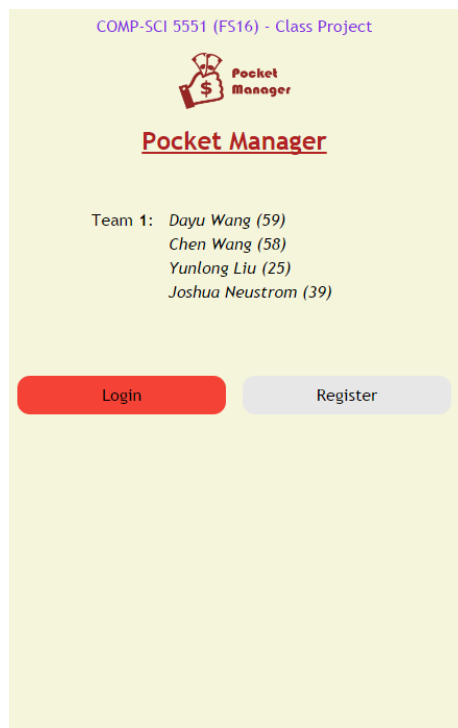 COMP-SCI 5551 (FS16) - Class Project
$
Pocket
Manager
Pocket Manager
Team 1: Dayu Wang (59)
Chen Wang (58)
Yunlong Liu (25)
Joshua Neustrom (39)
Login Register